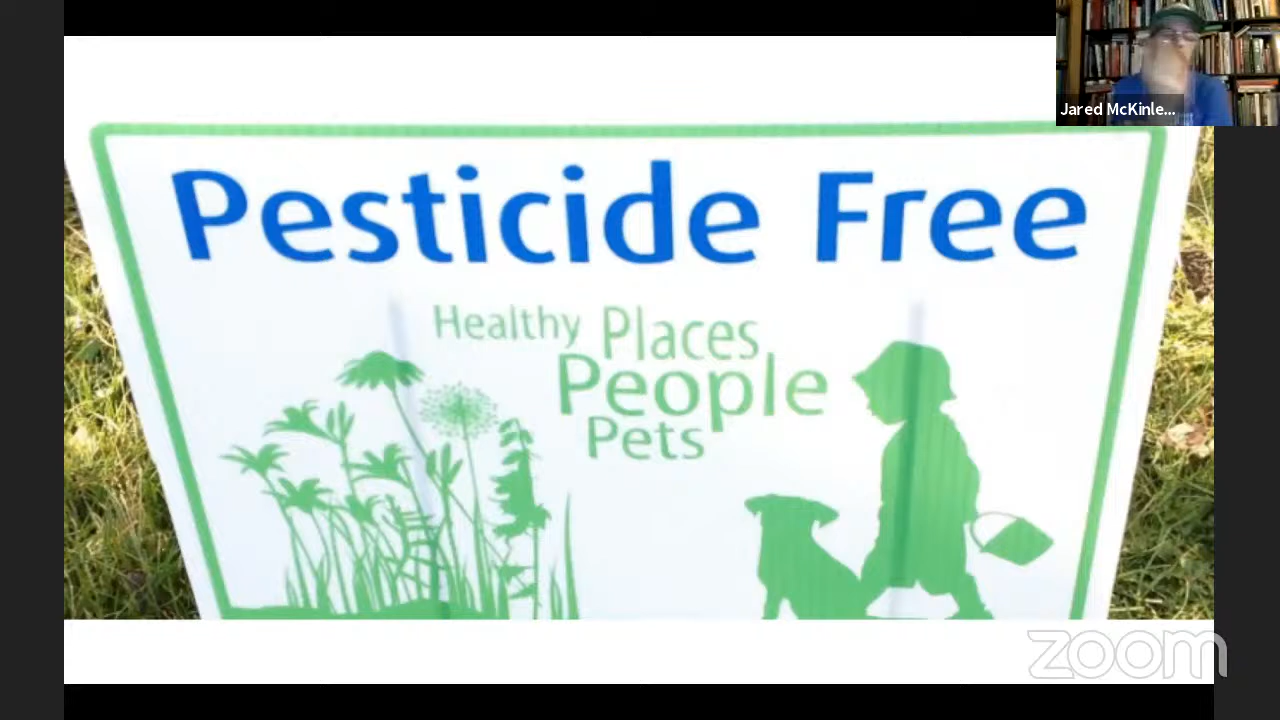 Jared McKinle...
Pesticide Free
Healthy Places
People
Pets
zoom